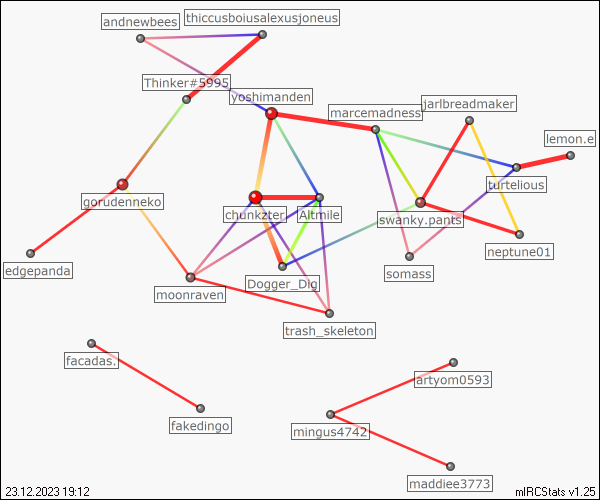 thiccusboiusalexusjoneus
andnewbees
Thinker#5995
yoshimanden
marcemadness
jarlbreadmaker
lemon.e
turtelious
gorudenneko
chunkzter
Altmile
swanky.pants
neptune01
edgepanda
moonraven
Dogger_Dig
somass
trash_skeleton
facadas.
artyom0593
fakedingo
mingus4742
maddiee3773
23.12.2023 19:12
mIRCStats v1.25